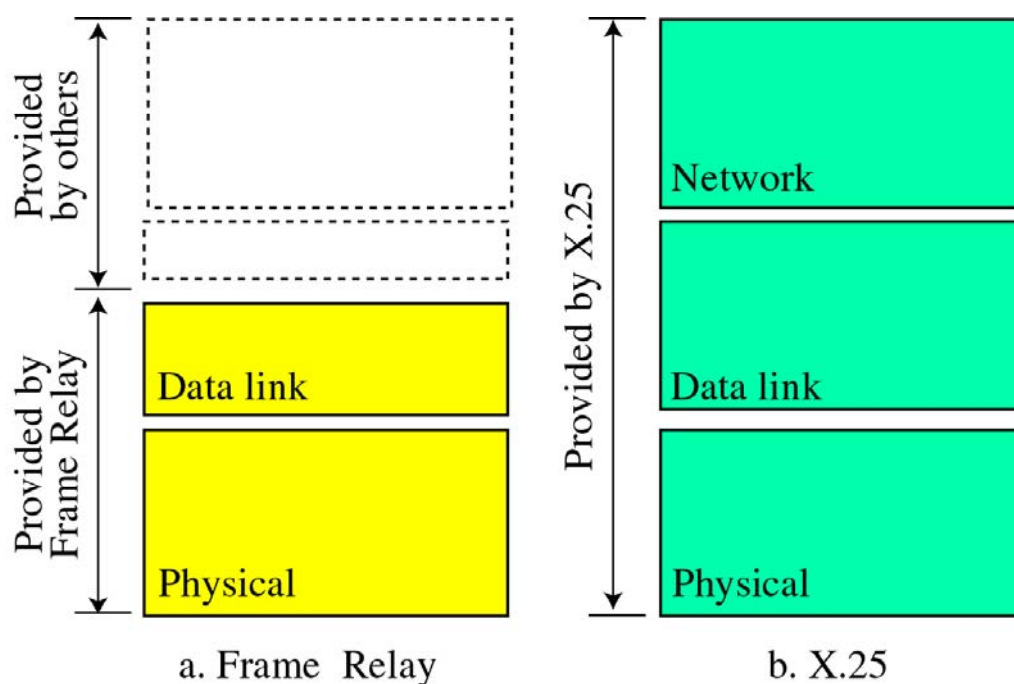 Provided
by others
Provided by
Frame Relay
Data link
Physical
a. Frame Relay
Provided by X.25
Network
Data link
Physical
b. X.25